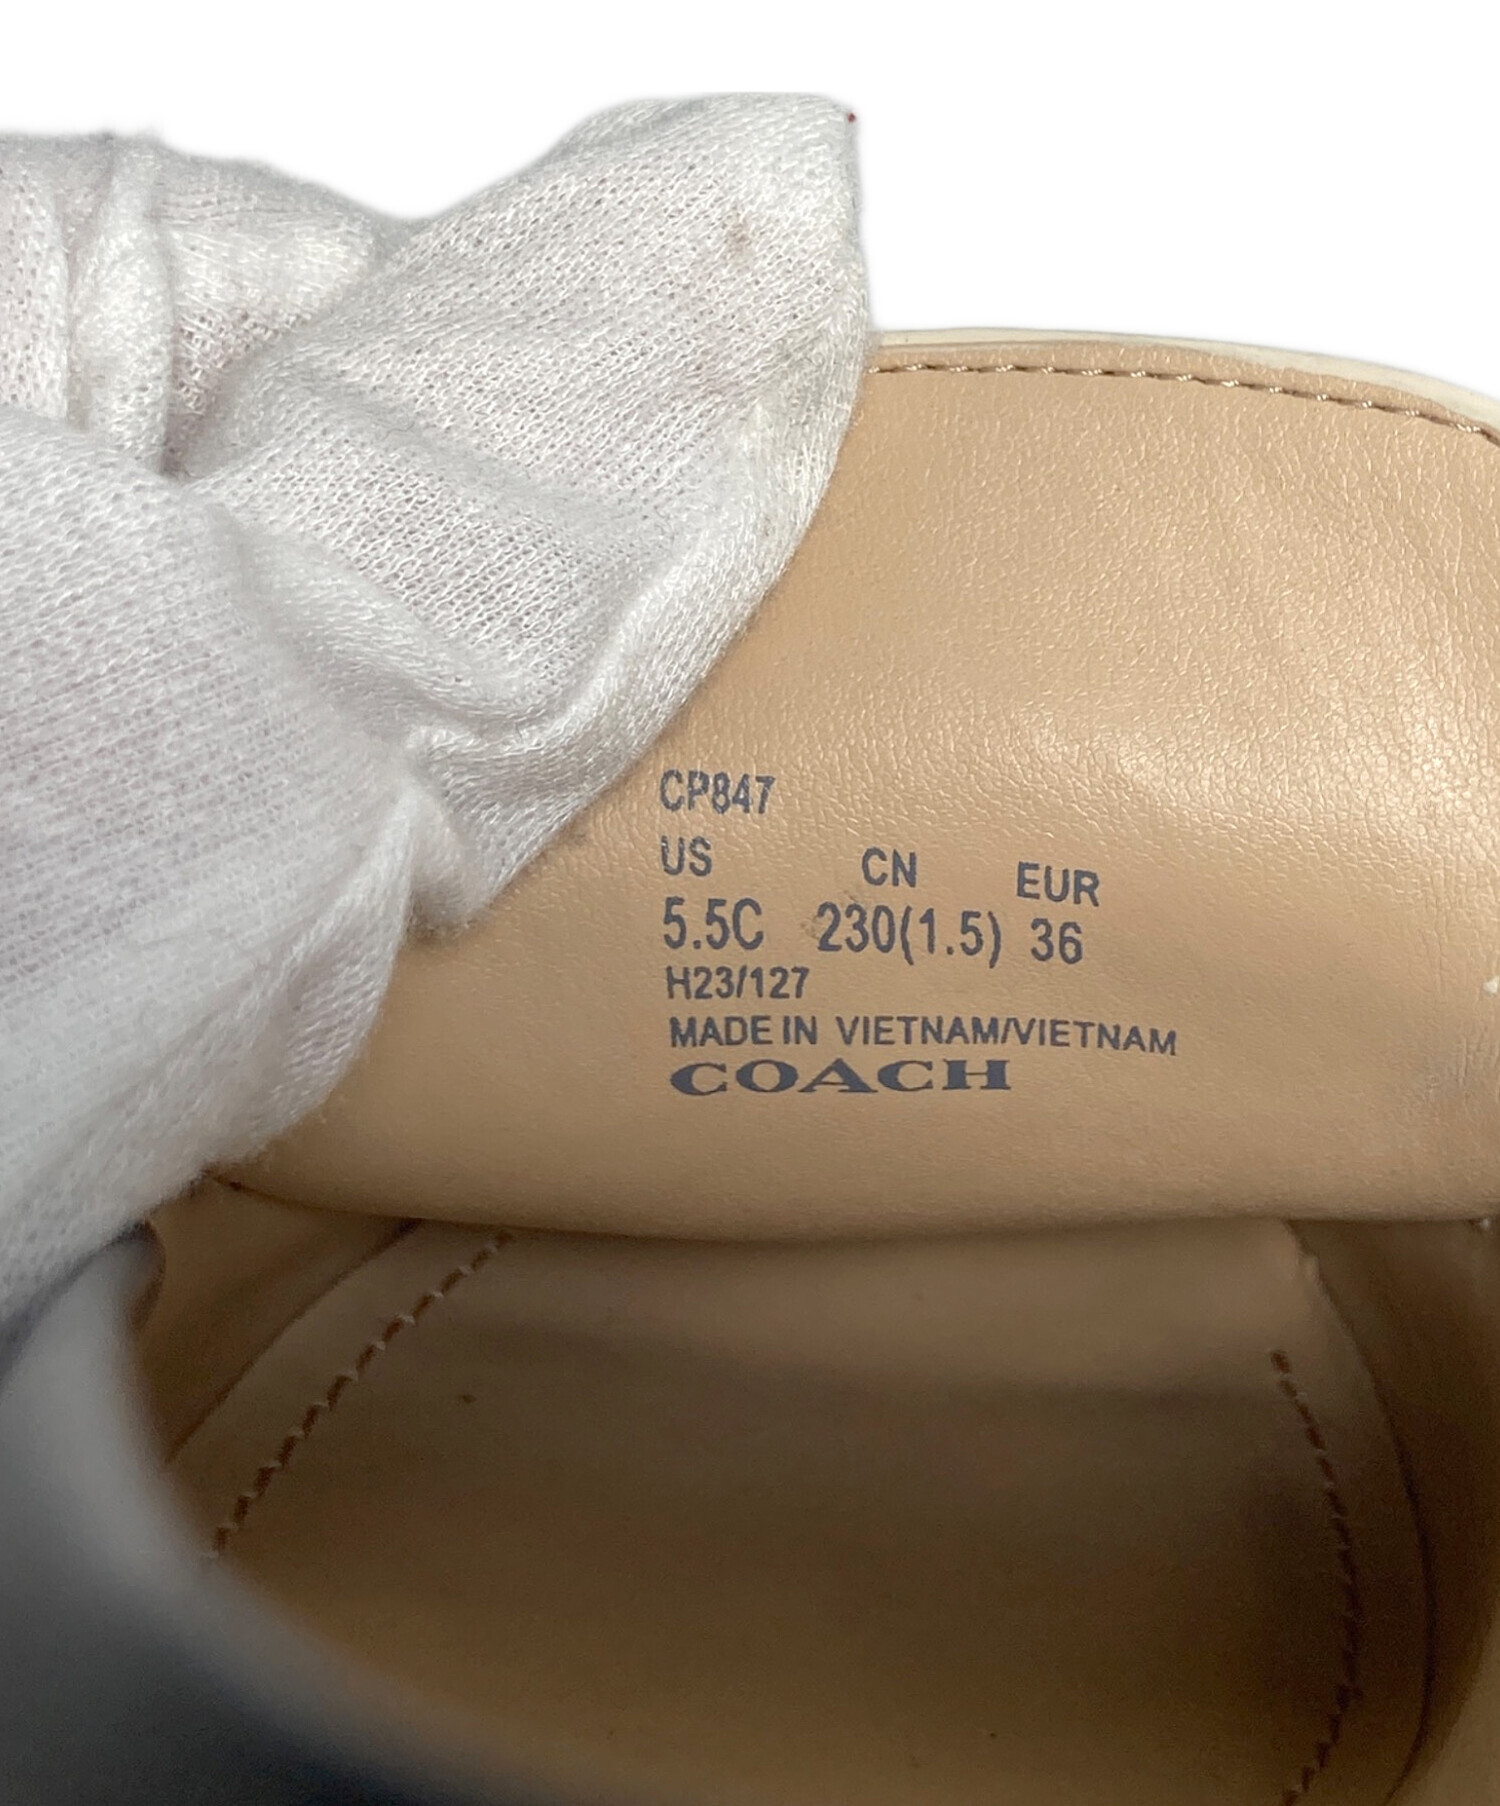 CP847
US CN EUR
5.5C 230(1.5) 36
H23/127
MADE IN VIETNAM/VIETNAM
COACH